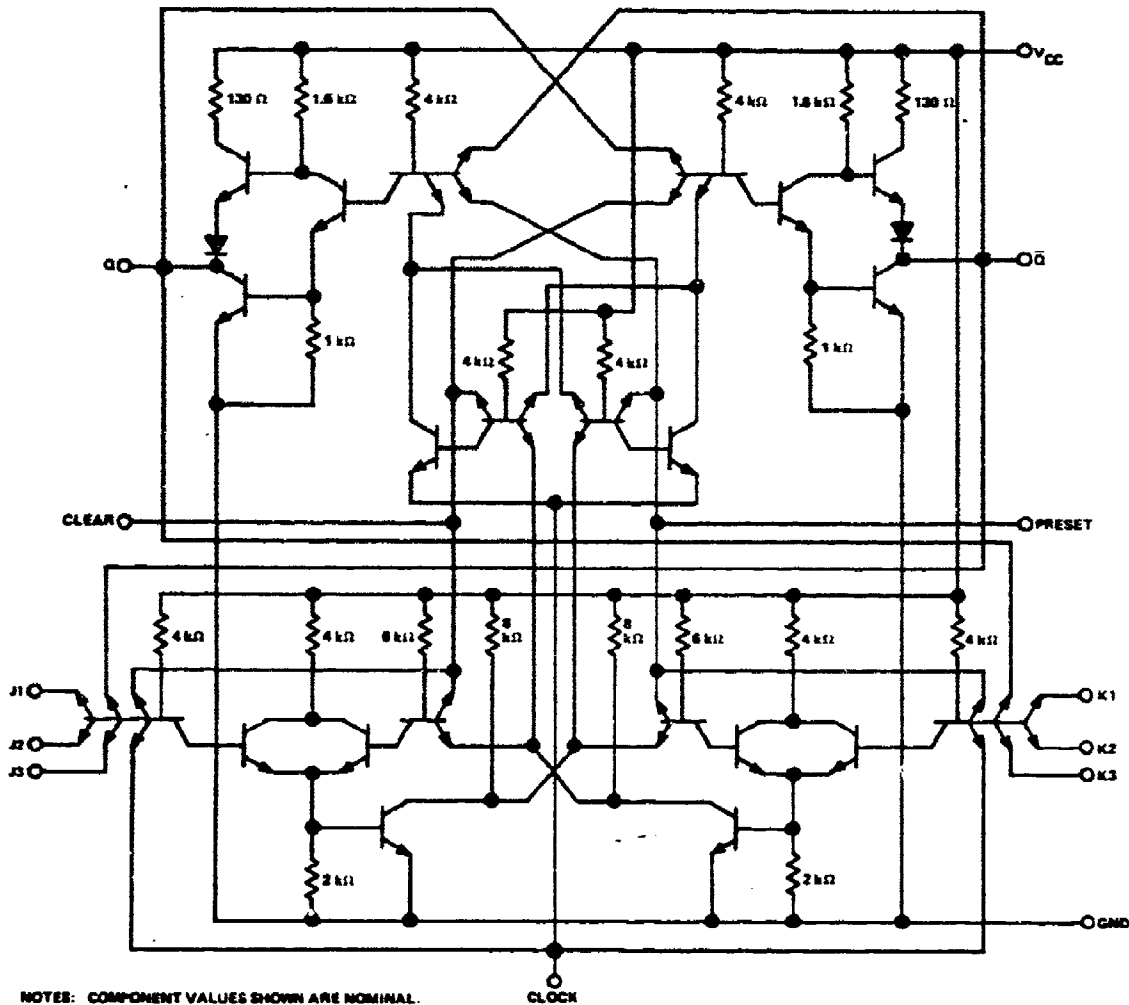 VCC
130 Ω
1.6 kΩ
4 kΩ
4 kΩ
1.6 kΩ
130 Ω
Q
Q̅
1 kΩ
4 kΩ
4 kΩ
1 kΩ
CLEAR
PRESET
4 kΩ
4 kΩ
6 kΩ
8 kΩ
8 kΩ
6 kΩ
4 kΩ
4 kΩ
J1
J2
J3
K1
K2
K3
2 kΩ
2 kΩ
GND
CLOCK
NOTES: COMPONENT VALUES SHOWN ARE NOMINAL.